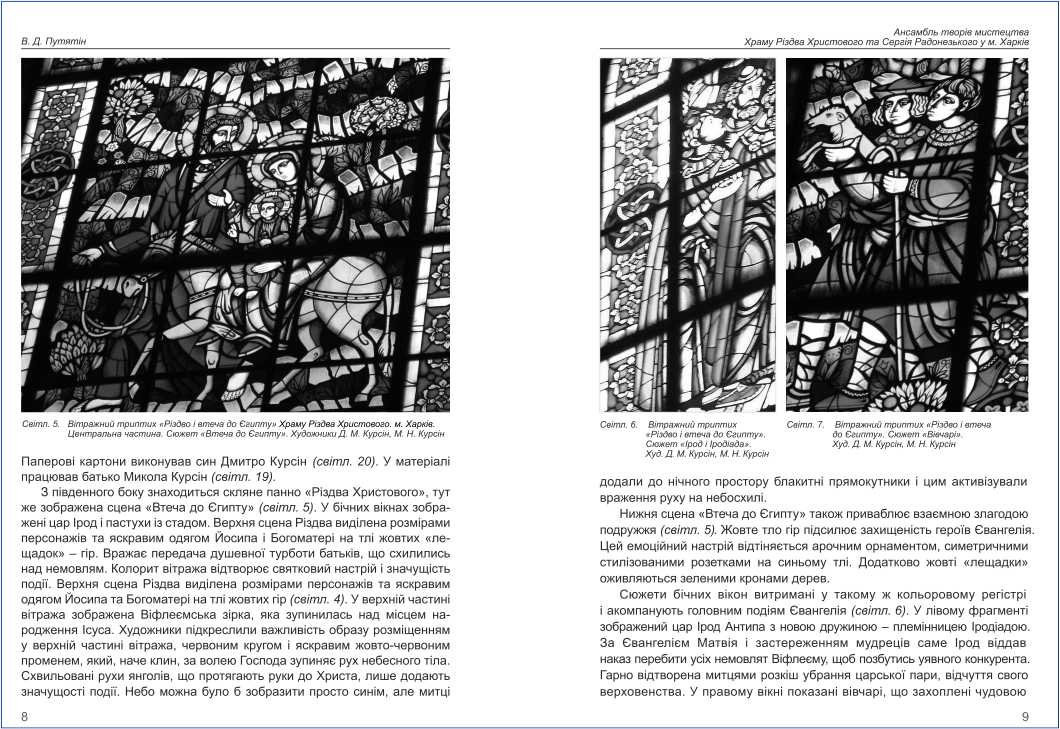 В. Д. Путятін
Світл. 5. Вітражний триптих «Різдво і втеча до Єгипту» Храму Різдва Христового. м. Харків.
Центральна частина. Сюжет «Втеча до Єгипту». Художники Д. М. Курсін, М. Н. Курсін
Паперові картони виконував син Дмитро Курсін (світл. 20). У матеріалі
працював батько Микола Курсін (світл. 19).
З південного боку знаходиться скляне панно «Різдва Христового», тут
же зображена сцена «Втеча до Єгипту» (світл. 5). У бічних вікнах зобра-
жені цар Ірод і пастухи із стадом. Верхня сцена Різдва виділена розмірами
персонажів та яскравим одягом Йосипа і Богоматері на тлі жовтих «ле-
щадок» – гір. Вражає передача душевної турботи батьків, що схилились
над немовлям. Колорит вітража відтворює святковий настрій і значущість
події. Верхня сцена Різдва виділена розмірами персонажів та яскравим
одягом Йосипа та Богоматері на тлі жовтих гір (світл. 4). У верхній частині
вітража зображена Віфлеємська зірка, яка зупинилась над місцем на-
родження Ісуса. Художники підкреслили важливість образу розміщенням
у верхній частині вітража, червоним кругом і яскравим жовто-червоним
променем, який, наче клин, за волею Господа зупиняє рух небесного тіла.
Схвильовані рухи янголів, що протягають руки до Христа, лише додають
значущості події. Небо можна було б зобразити просто синім, але митці
8
Ансамбль творів мистецтва
Храму Різдва Христового та Сергія Радонезького у м. Харків
Світл. 6. Вітражний триптих
«Різдво і втеча до Єгипту».
Сюжет «Ірод і Іродіада».
Худ. Д. М. Курсін, М. Н. Курсін
Світл. 7. Вітражний триптих «Різдво і втеча
до Єгипту». Сюжет «Вівчарі».
Худ. Д. М. Курсін, М. Н. Курсін
додали до нічного простору блакитні прямокутники і цим активізували
враження руху на небосхилі.
Нижня сцена «Втеча до Єгипту» також приваблює взаємною злагодою
подружжя (світл. 5). Жовте тло гір підсилює захищеність героїв Євангелія.
Цей емоційний настрій відтіняється арочним орнаментом, симетричними
стилізованими розетками на синьому тлі. Додатково жовті «лещадки»
оживляються зеленими кронами дерев.
Сюжети бічних вікон витримані у такому ж кольоровому регістрі
і акомпанують головним подіям Євангелія (світл. 6). У лівому фрагменті
зображений цар Ірод Антипа з новою дружиною – племінницею Іродіадою.
За Євангелієм Матвія і застереженням мудреців саме Ірод віддав
наказ перебити усіх немовлят Віфлеєму, щоб позбутись уявного конкурента.
Гарно відтворена митцями розкіш убрання царської пари, відчуття свого
верховенства. У правому вікні показані вівчарі, що захоплені чудовою
9